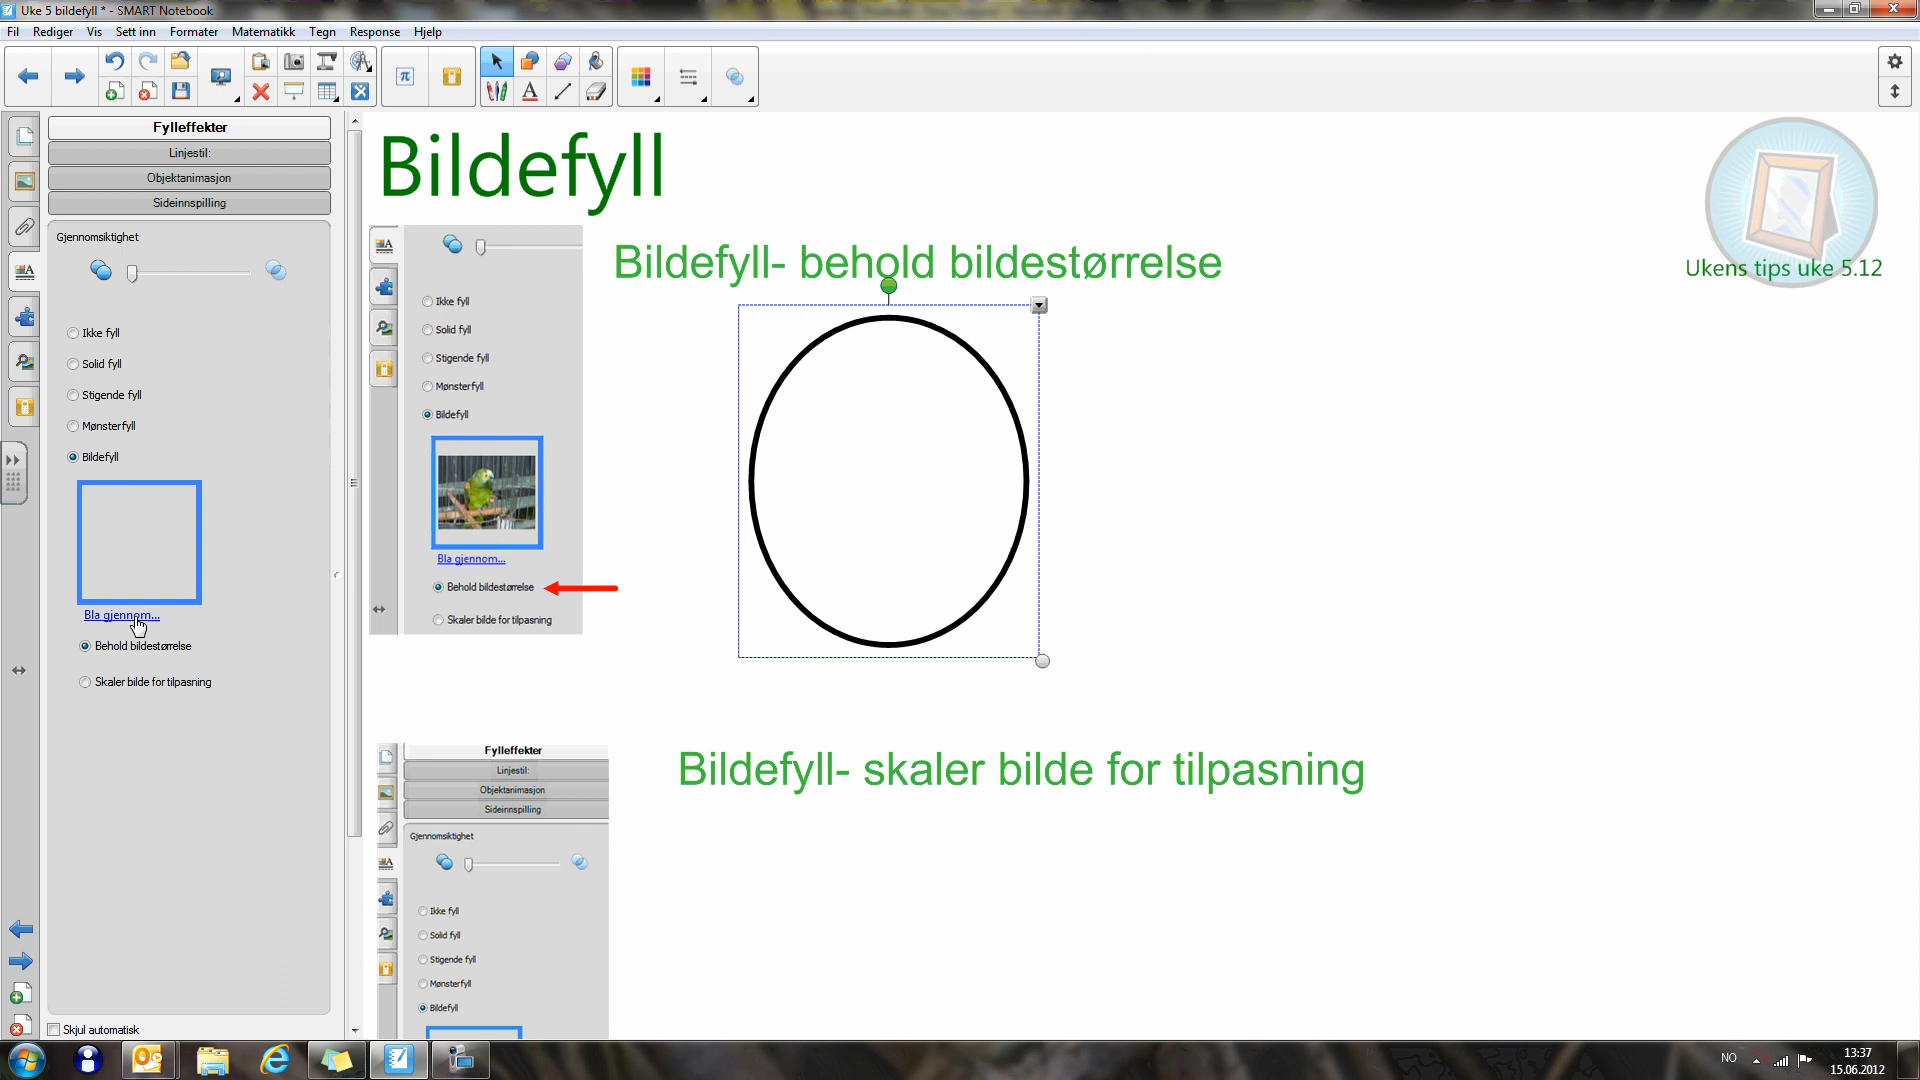 Uke 5 bildefyll * - SMART Notebook
Fil Rediger Vis Sett inn Formater Matematikk Tegn Response Hjelp
Fylleffekter
Linjestil:
Objektanimasjon
Sideinnspilling
Gjennomsiktighet
Ikke fyll
Solid fyll
Stigende fyll
Mønsterfyll
Bildefyll
Bla gjennom...
Behold bildestørrelse
Skaler bilde for tilpasning
Skjul automatisk
Bildefyll
Ikke fyll
Solid fyll
Stigende fyll
Mønsterfyll
Bildefyll
Bla gjennom...
Behold bildestørrelse
Skaler bilde for tilpasning
Bildefyll- behold bildestørrelse
Ukens tips uke 5.12
Fylleffekter
Linjestil:
Objektanimasjon
Sideinnspilling
Gjennomsiktighet
Ikke fyll
Solid fyll
Stigende fyll
Mønsterfyll
Bildefyll
Bildefyll- skaler bilde for tilpasning
NO
13:37
15.06.2012